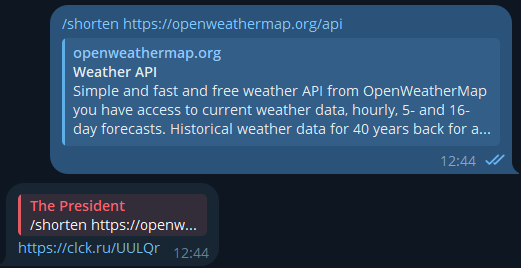 /shorten https://openweathermap.org/api
openweathermap.org
Weather API
Simple and fast and free weather API from OpenWeatherMap
you have access to current weather data, hourly, 5- and 16-
day forecasts. Historical weather data for 40 years back for a...
12:44
The President
/shorten https://openw...
https://clck.ru/UULQr
12:44